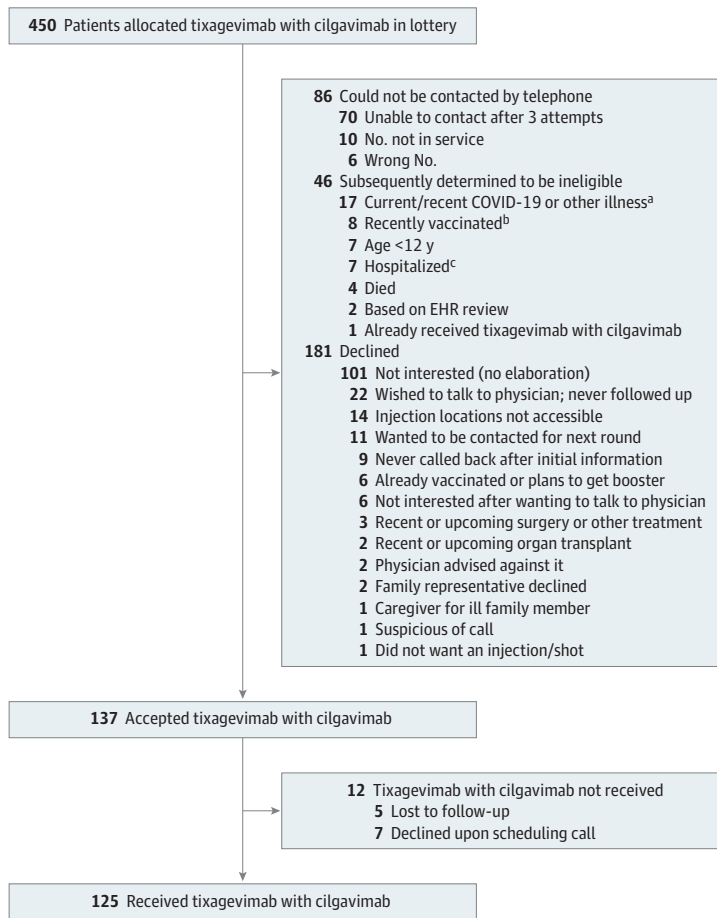 450 Patients allocated tixagevimab with cilgavimab in lottery
86 Could not be contacted by telephone
70 Unable to contact after 3 attempts
10 No. not in service
6 Wrong No.
46 Subsequently determined to be ineligible
17 Current/recent COVID-19 or other illnessᵃ
8 Recently vaccinatedᵇ
7 Age <12 y
7 Hospitalizedᶜ
4 Died
2 Based on EHR review
1 Already received tixagevimab with cilgavimab
181 Declined
101 Not interested (no elaboration)
22 Wished to talk to physician; never followed up
14 Injection locations not accessible
11 Wanted to be contacted for next round
9 Never called back after initial information
6 Already vaccinated or plans to get booster
6 Not interested after wanting to talk to physician
3 Recent or upcoming surgery or other treatment
2 Recent or upcoming organ transplant
2 Physician advised against it
2 Family representative declined
1 Caregiver for ill family member
1 Suspicious of call
1 Did not want an injection/shot
137 Accepted tixagevimab with cilgavimab
12 Tixagevimab with cilgavimab not received
5 Lost to follow-up
7 Declined upon scheduling call
125 Received tixagevimab with cilgavimab